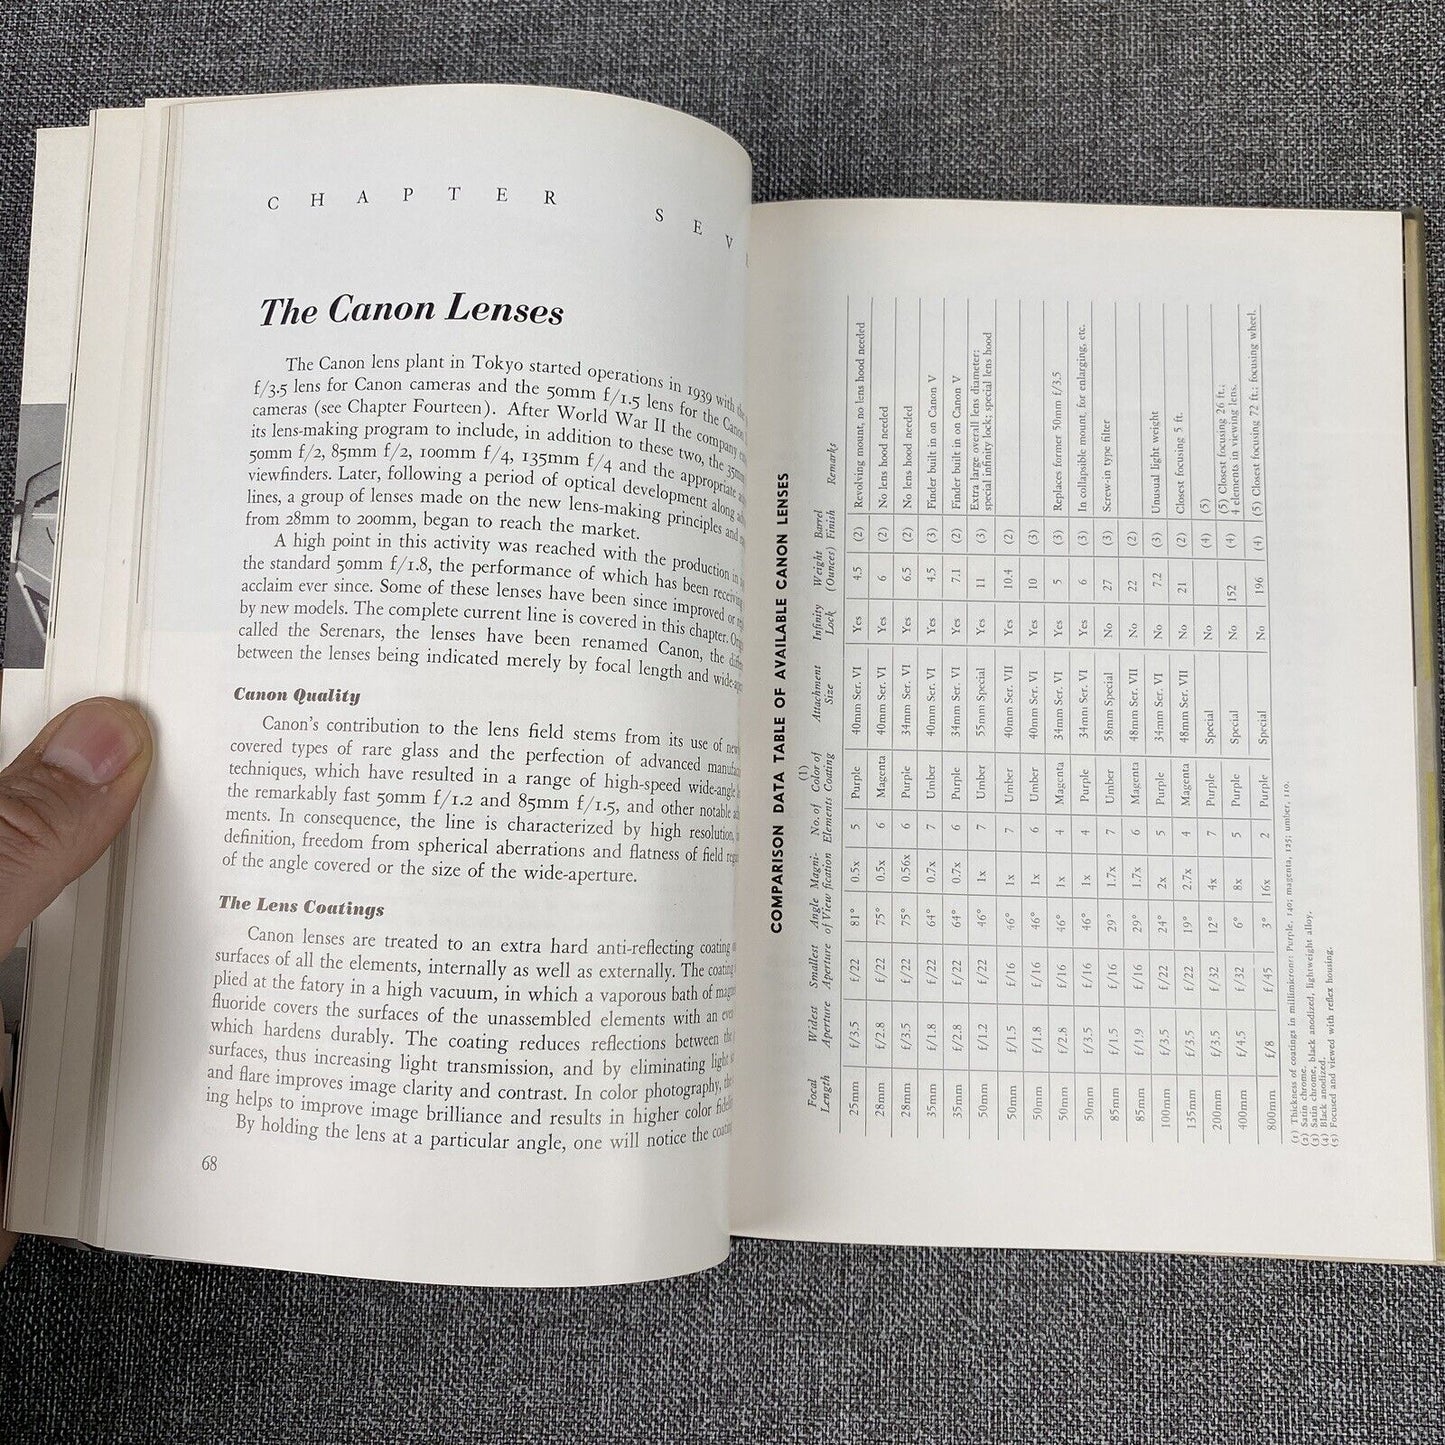 CHAPTER SEV
The Canon Lenses
The Canon lens plant in Tokyo started operations in 1939 with the
f/3.5 lens for Canon cameras and the 50mm f/1.5 lens for the Canon
cameras (see Chapter Fourteen). After World War II the company
its lens-making program to include, in addition to these two, the 35mm
50mm f/2, 85mm f/2, 100mm f/4, 135mm f/4 and the appropriate
viewfinders. Later, following a period of optical development along
lines, a group of lenses made on the new lens-making principles and
from 28mm to 200mm, began to reach the market.
A high point in this activity was reached with the production in
the standard 50mm f/1.8, the performance of which has been receiving
acclaim ever since. Some of these lenses have been since improved or
by new models. The complete current line is covered in this chapter.
called the Serenars, the lenses have been renamed Canon, the
between the lenses being indicated merely by focal length and
Canon Quality
Canon's contribution to the lens field stems from its use of
covered types of rare glass and the perfection of advanced
techniques, which have resulted in a range of high-speed wide-angle
the remarkably fast 50mm f/1.2 and 85mm f/1.5, and other notable
ments. In consequence, the line is characterized by high resolution,
definition, freedom from spherical aberrations and flatness of field
of the angle covered or the size of the wide-aperture.
The Lens Coatings
Canon lenses are treated to an extra hard anti-reflecting coating
surfaces of all the elements, internally as well as externally. The coating
plied at the fatory in a high vacuum, in which a vaporous bath of
fluoride covers the surfaces of the unassembled elements with an
which hardens durably. The coating reduces reflections between the
surfaces, thus increasing light transmission, and by eliminating light
and flare improves image clarity and contrast. In color photography,
ing helps to improve image brilliance and results in higher color
By holding the lens at a particular angle, one will notice the
68
COMPARISON DATA TABLE OF AVAILABLE CANON LENSES
Focal Length Widest Aperture Smallest Aperture Angle of View Magni-fication No. of Elements (1) Color of Coating Attachment Size Infinity Lock Weight (Ounces) Barrel Finish Remarks
25mm f/3.5 f/22 81° 0.5x 5 Purple 40mm Ser. VI Yes 4.5 (2) Revolving mount, no lens hood needed
28mm f/2.8 f/22 75° 0.5x 6 Magenta 40mm Ser. VI Yes 6 (2) No lens hood needed
28mm f/3.5 f/22 75° 0.56x 6 Purple 34mm Ser. VI Yes 6.5 (2) No lens hood needed
35mm f/1.8 f/22 64° 0.7x 7 Umber 40mm Ser. VI Yes 4.5 (3) Finder built in on Canon V
35mm f/2.8 f/22 64° 0.7x 6 Purple 34mm Ser. VI Yes 7.1 (2) Finder built in on Canon V
50mm f/1.2 f/22 46° 1x 7 Umber 55mm Special Yes 11 (3) Extra large overall lens diameter;
special infinity lock; special lens hood
50mm f/1.5 f/16 46° 1x 7 Umber 40mm Ser. VII Yes 10.4 (2)
50mm f/1.8 f/16 46° 1x 6 Umber 40mm Ser. VI Yes 10 (3)
50mm f/2.8 f/16 46° 1x 4 Magenta 34mm Ser. VI Yes 5 (3) Replaces former 50mm f/3.5
50mm f/3.5 f/16 46° 1x 4 Purple 34mm Ser. VI Yes 6 (3) In collapsible mount, for enlarging, etc.
85mm f/1.5 f/16 29° 1.7x 7 Umber 58mm Special No 27 (3) Screw-in type filter
85mm f/1.9 f/16 29° 1.7x 6 Magenta 48mm Ser. VII No 22 (2)
100mm f/3.5 f/22 24° 2x 5 Purple 34mm Ser. VI No 7.2 (3) Unusual light weight
135mm f/3.5 f/22 19° 2.7x 4 Magenta 48mm Ser. VII No 21 (2) Closest focusing 5 ft.
200mm f/3.5 f/32 12° 4x 7 Purple Special No (4) (5)
400mm f/4.5 f/32 6° 8x 5 Purple Special No 152 (4) (5) Closest focusing 26 ft.;
4 elements in viewing lens.
800mm f/8 f/45 3° 16x 2 Purple Special No 196 (4) (5) Closest focusing 72 ft.; focusing wheel.
(1) Thickness of coatings in millimicrons: Purple, 140; magenta, 125; umber, 110.
(2) Satin chrome.
(3) Satin chrome, black anodized, lightweight alloy.
(4) Black anodized.
(5) Focused and viewed with reflex housing.